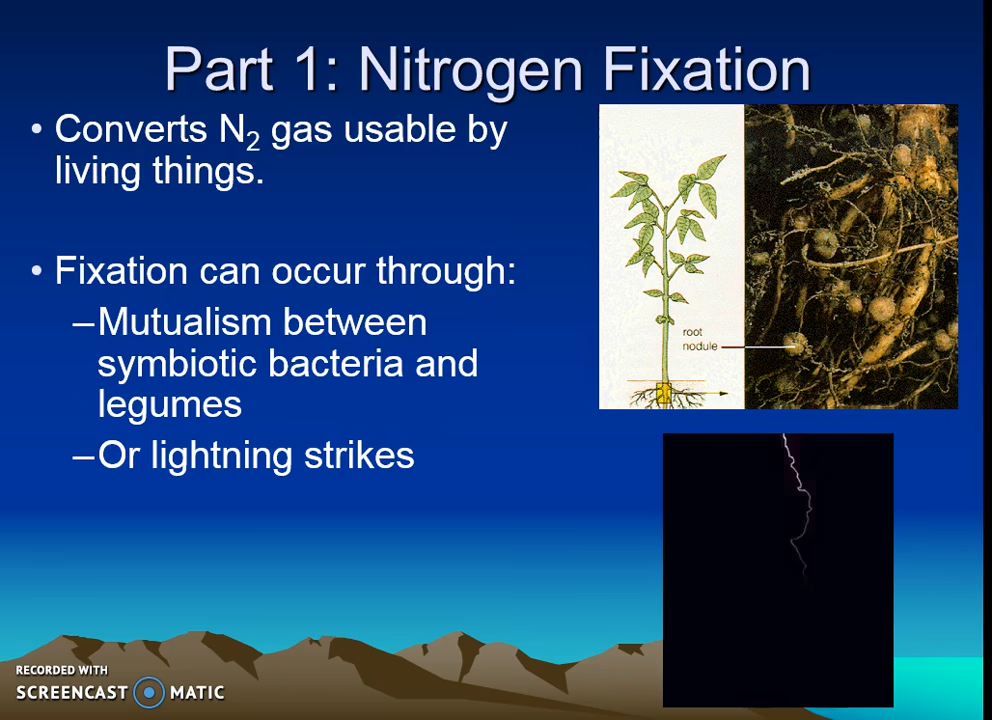 Part 1: Nitrogen Fixation
• Converts N₂ gas usable by
living things.
• Fixation can occur through:
–Mutualism between
symbiotic bacteria and
legumes
–Or lightning strikes
root
nodule
RECORDED WITH
SCREENCAST MATIC